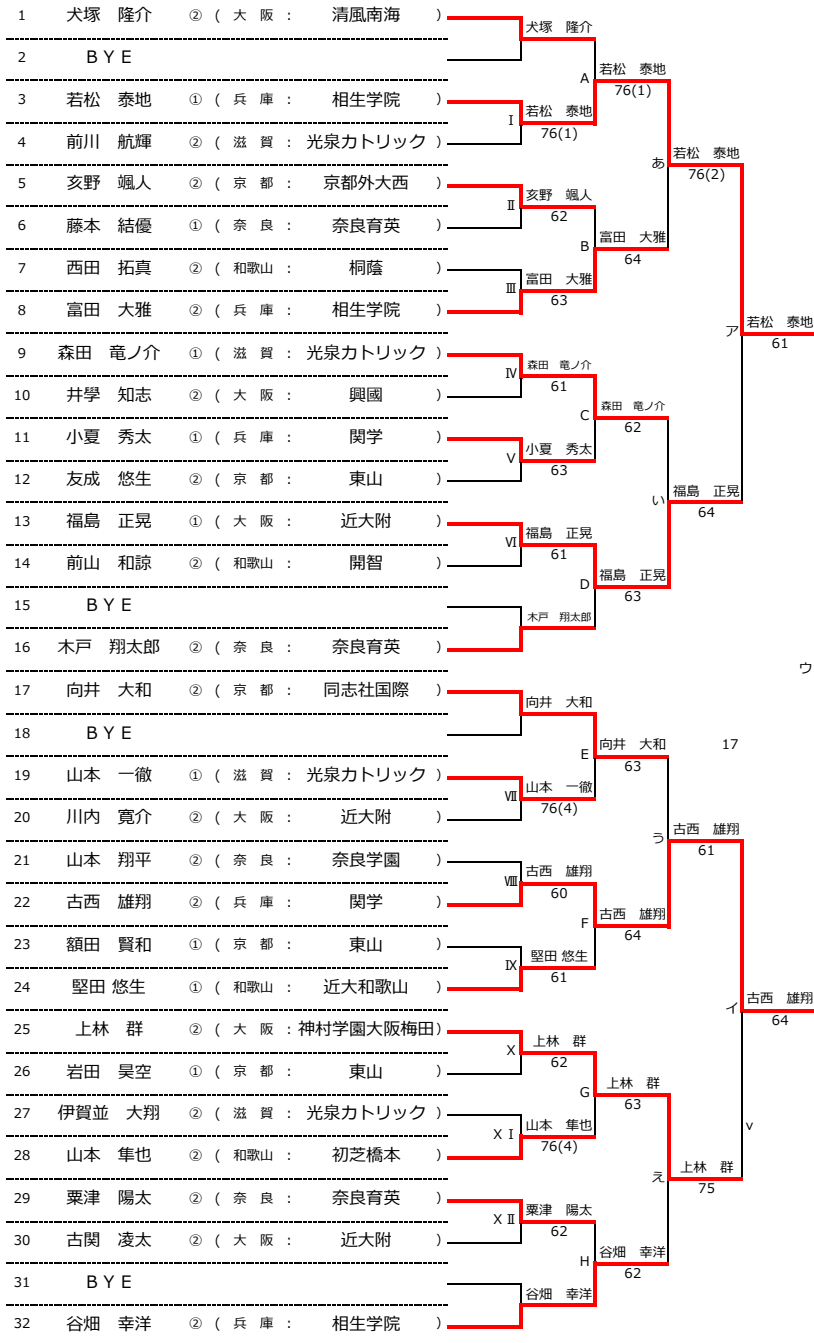 1 犬塚 隆介 ② ( 大 阪 : 清風南海 )
犬塚 隆介
2 ＢＹＥ
A 若松 泰地
76(1)
3 若松 泰地 ① ( 兵 庫 : 相生学院 )
Ⅰ 若松 泰地
76(1)
4 前川 航輝 ② ( 滋 賀 : 光泉カトリック )
あ 若松 泰地
76(2)
5 亥野 颯人 ② ( 京 都 : 京都外大西 )
Ⅱ 亥野 颯人
62
6 藤本 結優 ① ( 奈 良 : 奈良育英 )
B 富田 大雅
64
7 西田 拓真 ② ( 和歌山 : 桐蔭 )
Ⅲ 富田 大雅
63
8 富田 大雅 ② ( 兵 庫 : 相生学院 )
ア 若松 泰地
61
9 森田 竜ノ介 ① ( 滋 賀 : 光泉カトリック )
Ⅳ 森田 竜ノ介
61
10 井學 知志 ② ( 大 阪 : 興國 )
C 森田 竜ノ介
62
11 小夏 秀太 ① ( 兵 庫 : 関学 )
Ⅴ 小夏 秀太
63
12 友成 悠生 ② ( 京 都 : 東山 )
い 福島 正晃
64
13 福島 正晃 ① ( 大 阪 : 近大附 )
Ⅵ 福島 正晃
61
14 前山 和諒 ② ( 和歌山 : 開智 )
D 福島 正晃
63
15 ＢＹＥ
木戸 翔太郎
16 木戸 翔太郎 ② ( 奈 良 : 奈良育英 )
ウ
17 向井 大和 ② ( 京 都 : 同志社国際 )
向井 大和
18 ＢＹＥ
E 向井 大和
63
17
19 山本 一徹 ① ( 滋 賀 : 光泉カトリック )
Ⅶ 山本 一徹
76(4)
20 川内 寛介 ② ( 大 阪 : 近大附 )
う 古西 雄翔
61
21 山本 翔平 ② ( 奈 良 : 奈良学園 )
Ⅷ 古西 雄翔
60
22 古西 雄翔 ② ( 兵 庫 : 関学 )
F 古西 雄翔
64
23 額田 賢和 ① ( 京 都 : 東山 )
Ⅸ 堅田 悠生
61
24 堅田 悠生 ① ( 和歌山 : 近大和歌山 )
イ 古西 雄翔
64
25 上林 群 ② ( 大 阪 : 神村学園大阪梅田 )
Ⅹ 上林 群
62
26 岩田 昊空 ① ( 京 都 : 東山 )
G 上林 群
63
27 伊賀並 大翔 ② ( 滋 賀 : 光泉カトリック )
ⅩⅠ 山本 隼也
76(4)
v
28 山本 隼也 ② ( 和歌山 : 初芝橋本 )
え 上林 群
75
29 粟津 陽太 ② ( 奈 良 : 奈良育英 )
ⅩⅡ 粟津 陽太
62
30 古関 凌太 ② ( 大 阪 : 近大附 )
H 谷畑 幸洋
62
31 ＢＹＥ
谷畑 幸洋
32 谷畑 幸洋 ② ( 兵 庫 : 相生学院 )